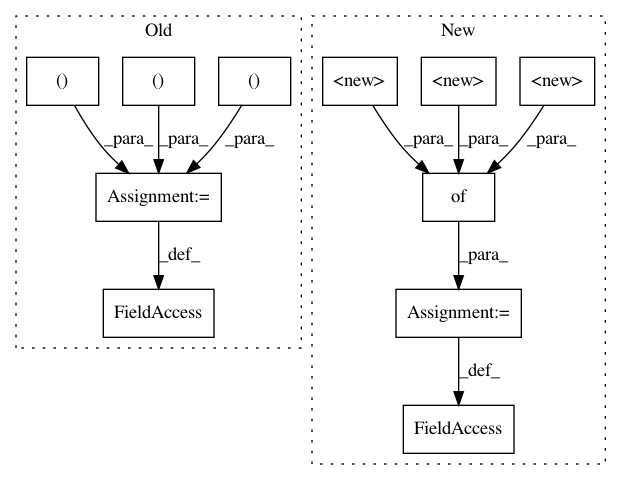 Old
New
() () ()
<new> <new> <new>
_para_ _para_ _para_
_para_ _para_ _para_
Assignment:=
of
_def_
_para_
FieldAccess
Assignment:=
_def_
FieldAccess